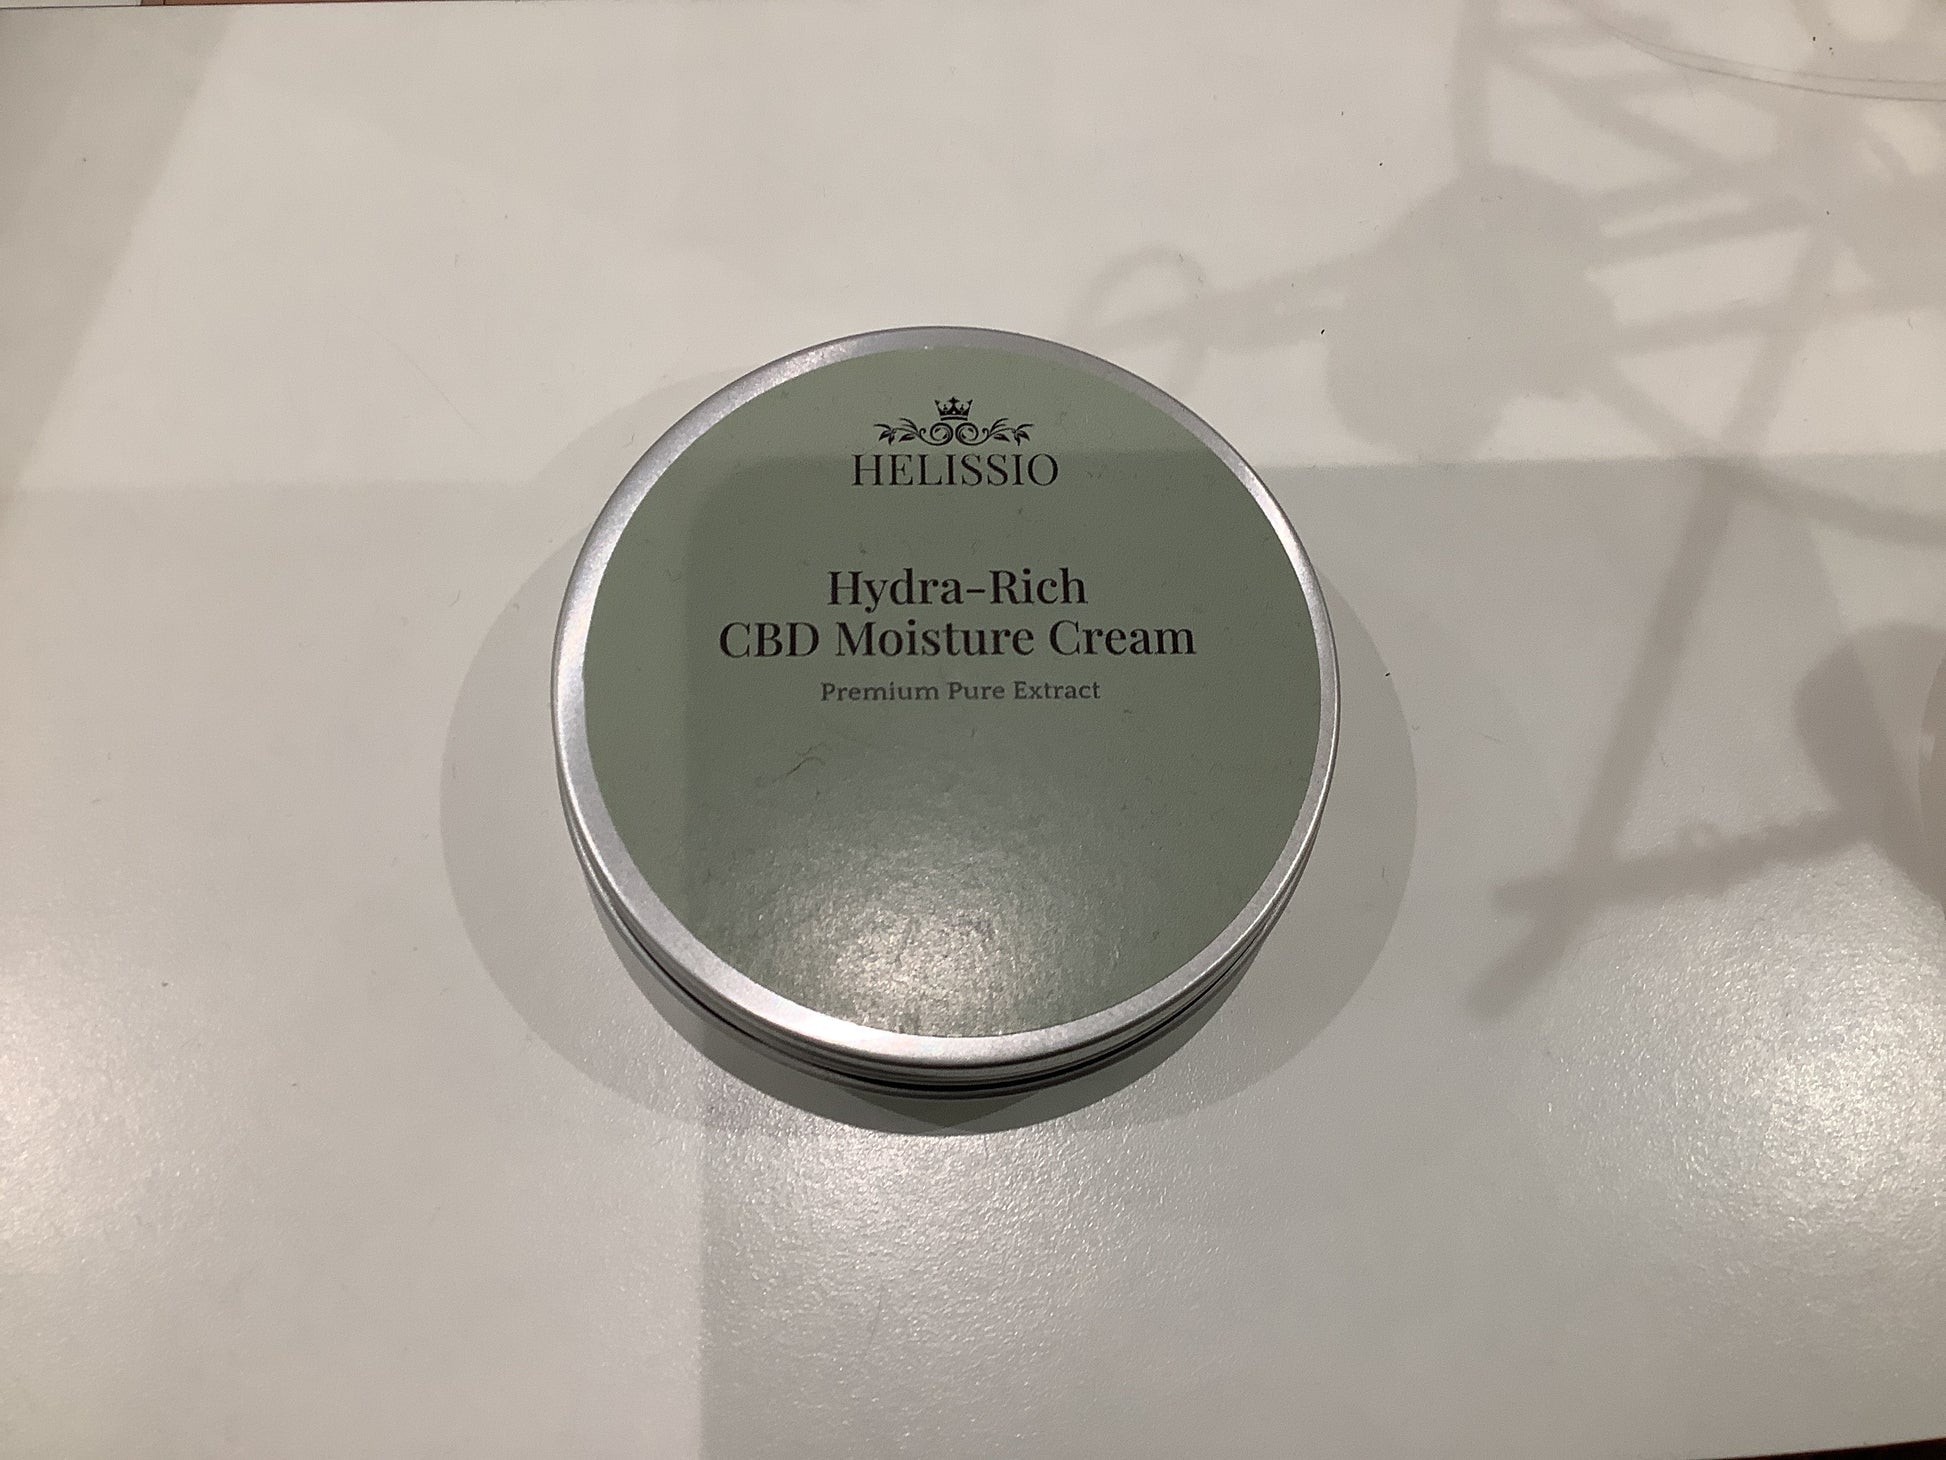 HELISSIO
Hydra-Rich
CBD Moisture Cream
Premium Pure Extract